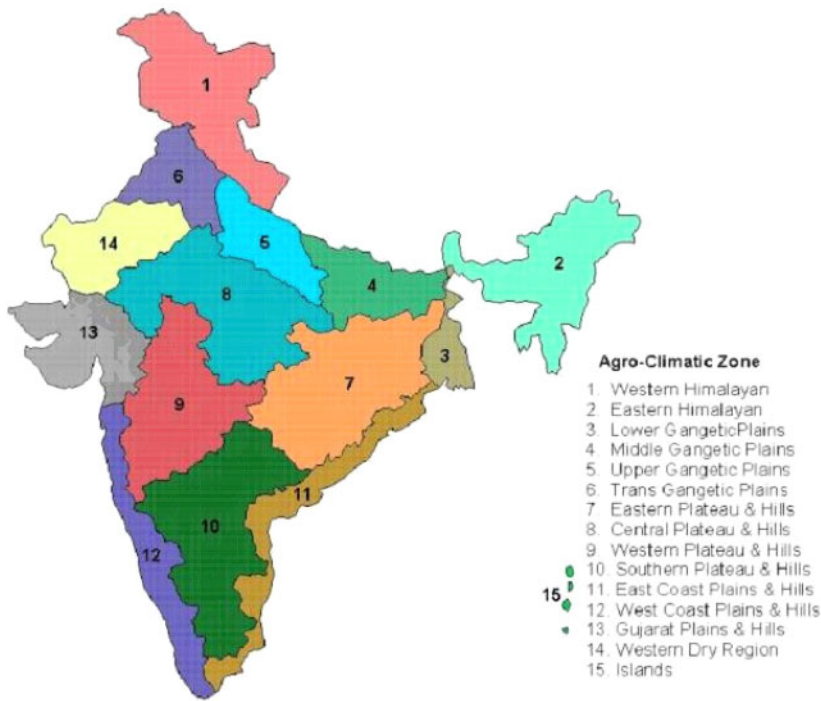 1
6
14
5
2
4
8
13
3
7
9
11
10
12
15
Agro-Climatic Zone
1. Western Himalayan
2 Eastern Himalayan
3. Lower GangeticPlains
4. Middle Gangetic Plains
5. Upper Gangetic Plains
6. Trans Gangetic Plains
7 Eastern Plateau & Hills
8. Central Plateau & Hills
9. Western Plateau & Hills
10. Southern Plateau & Hills
11. East Coast Plains & Hills
12. West Coast Plains & Hills
13. Gujarat Plains & Hills
14. Western Dry Region
15. Islands